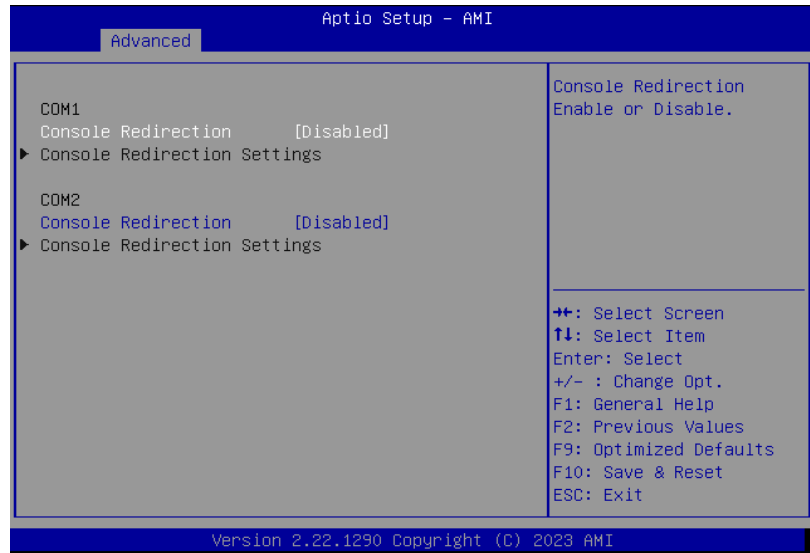 Aptio Setup – AMI
Advanced
COM1
Console Redirection [Disabled]
▶ Console Redirection Settings
COM2
Console Redirection [Disabled]
▶ Console Redirection Settings
Console Redirection
Enable or Disable.
→←: Select Screen
↑↓: Select Item
Enter: Select
+/- : Change Opt.
F1: General Help
F2: Previous Values
F9: Optimized Defaults
F10: Save & Reset
ESC: Exit
Version 2.22.1290 Copyright (C) 2023 AMI